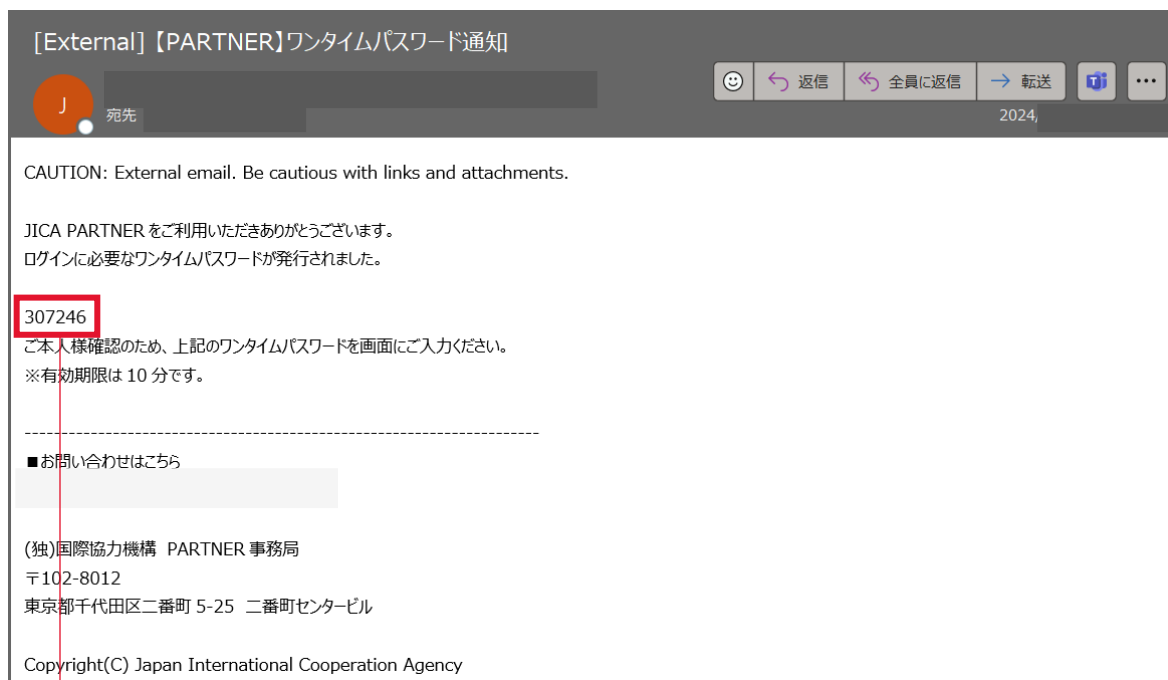 [External] 【PARTNER】ワンタイムパスワード通知
J
返信
全員に返信
転送
宛先
2024/
CAUTION: External email. Be cautious with links and attachments.
JICA PARTNER をご利用いただきありがとうございます。
ログインに必要なワンタイムパスワードが発行されました。
307246
ご本人様確認のため、上記のワンタイムパスワードを画面にご入力ください。
※有効期限は 10 分です。
----------------------------------------------------------------------
■お問い合わせはこちら
(独)国際協力機構 PARTNER 事務局
〒102-8012
東京都千代田区二番町 5-25 二番町センタービル
Copyright(C) Japan International Cooperation Agency